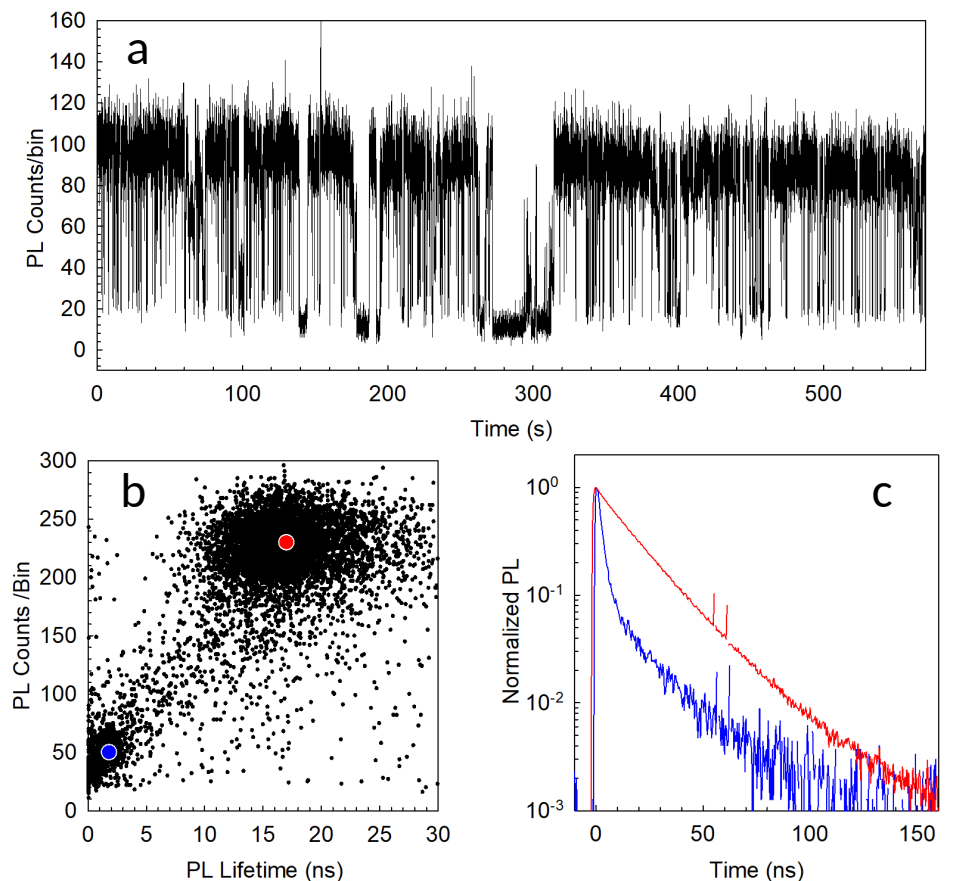 a
160
140
120
100
80
60
40
20
0
PL Counts/bin
0 100 200 300 400 500
Time (s)
b
300
250
200
150
100
50
0
PL Counts /Bin
0 5 10 15 20 25 30
PL Lifetime (ns)
c
10⁰
10⁻¹
10⁻²
10⁻³
Normalized PL
0 50 100 150
Time (ns)